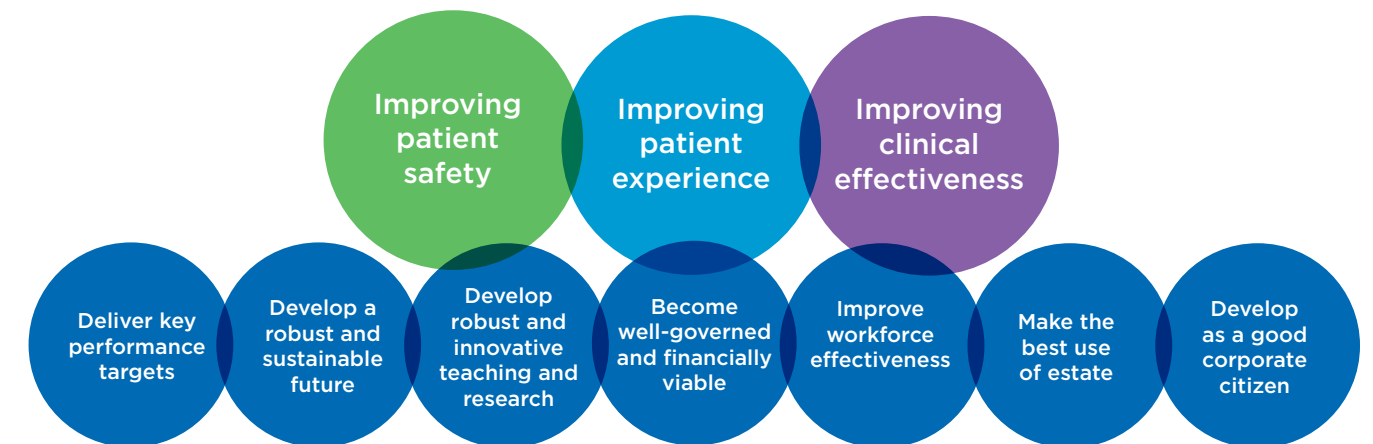 Improving
patient
safety
Improving
patient
experience
Improving
clinical
effectiveness
Deliver key
performance
targets
Develop a
robust and
sustainable
future
Develop
robust and
innovative
teaching and
research
Become
well-governed
and financially
viable
Improve
workforce
effectiveness
Make the
best use
of estate
Develop
as a good
corporate
citizen